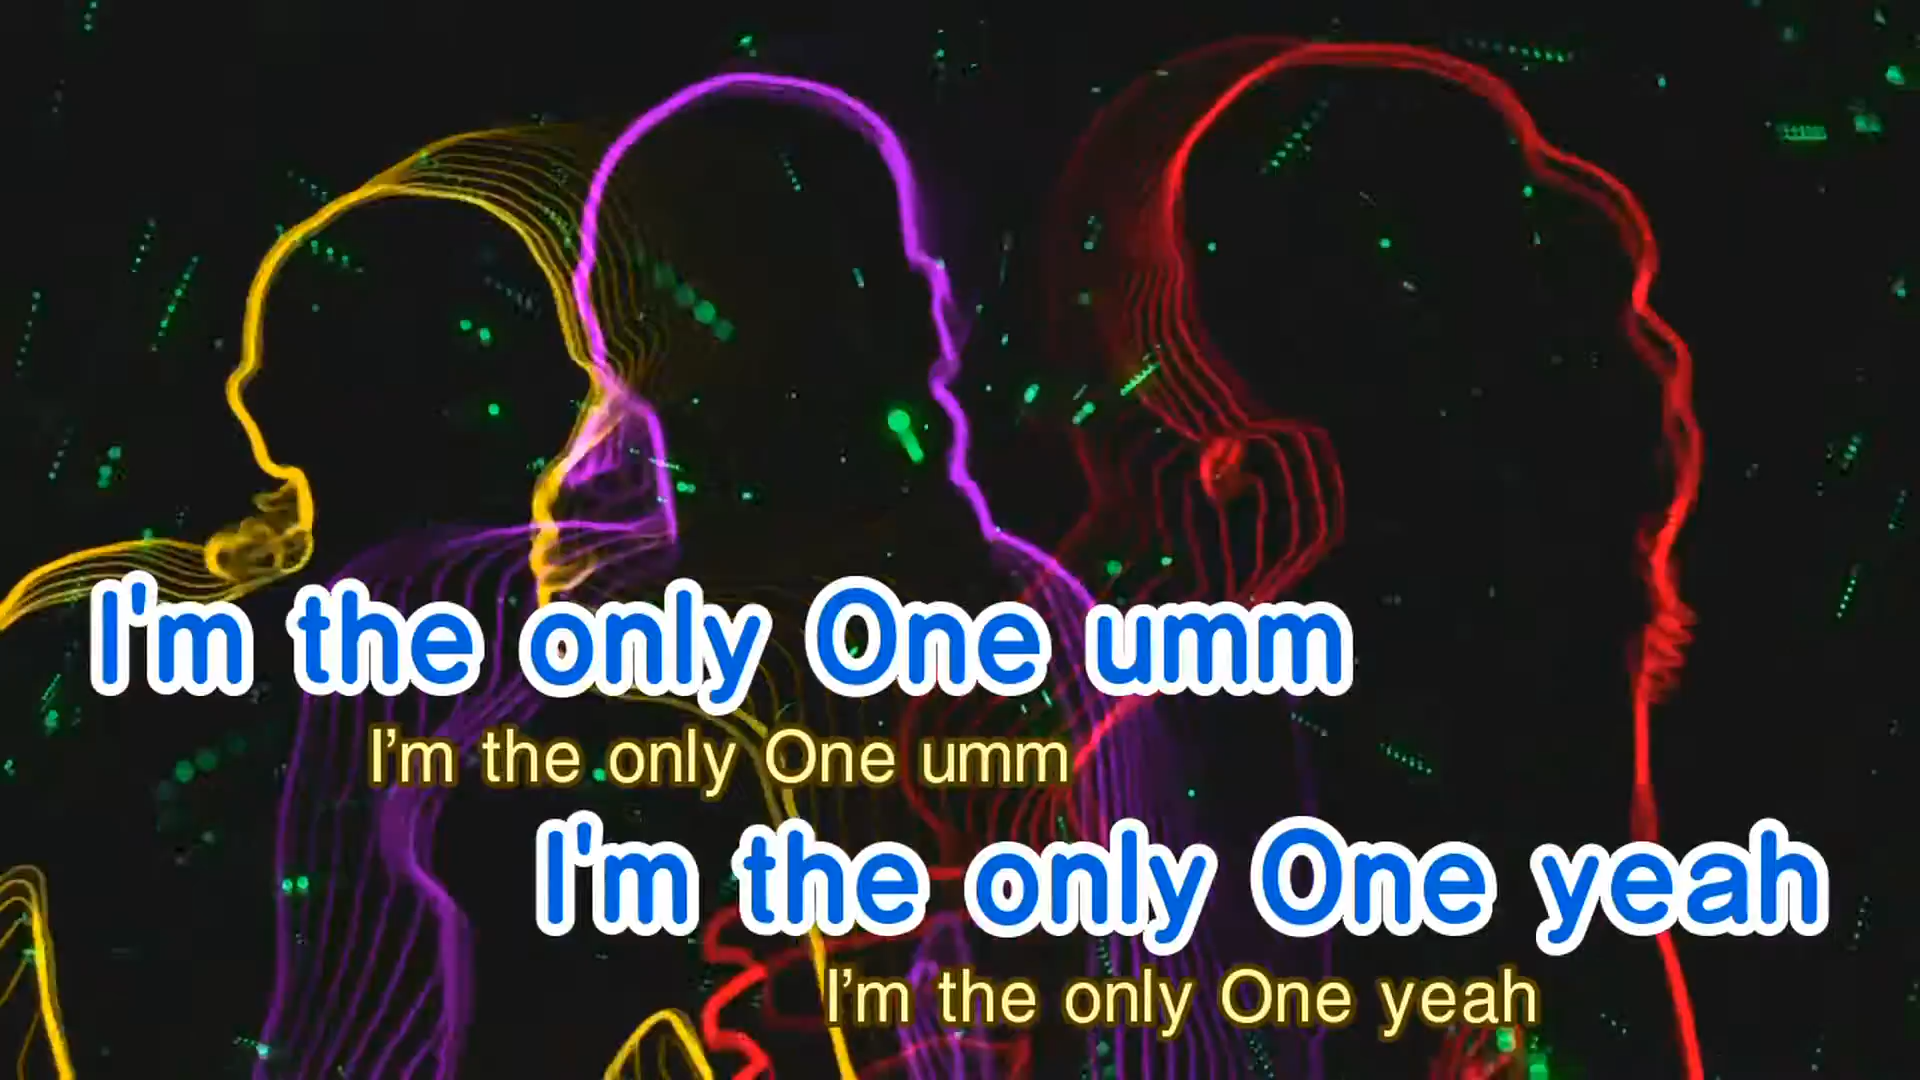 I'm the only One umm
I’m the only One umm
I'm the only One yeah
I’m the only One yeah